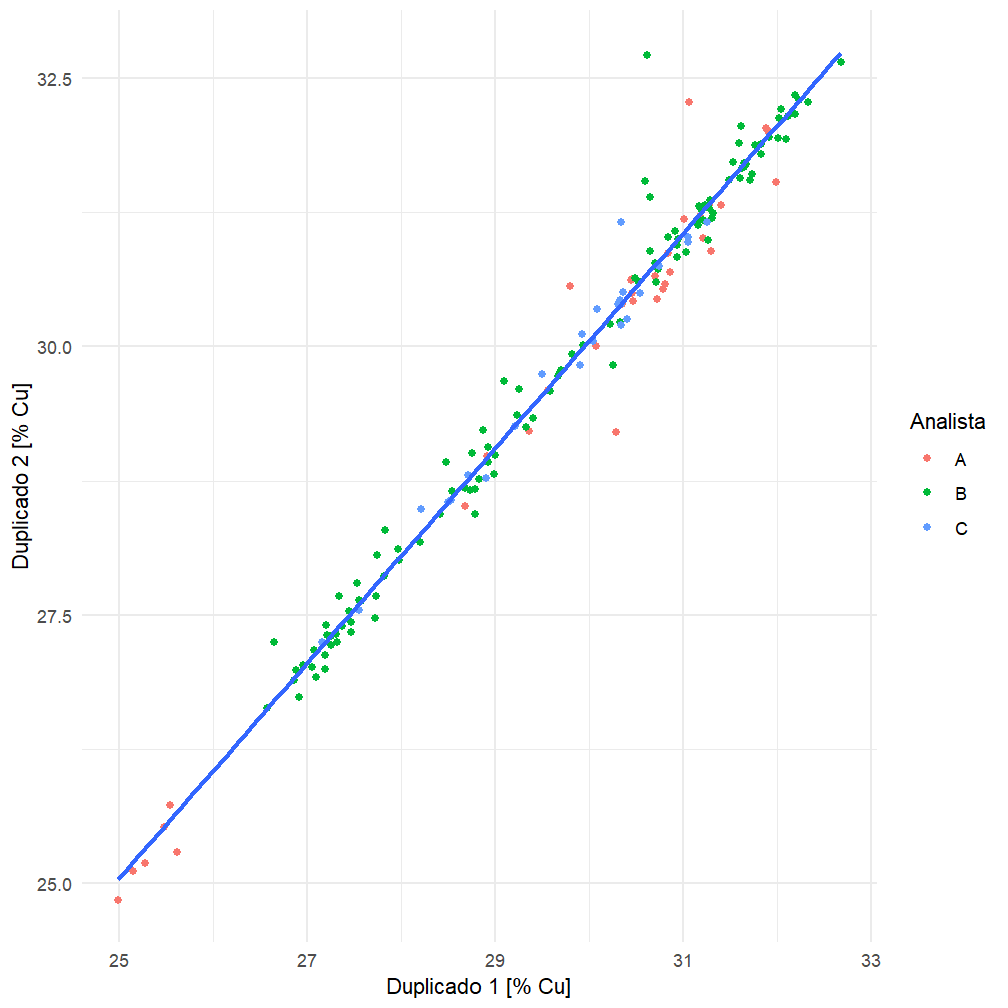 32.5
30.0
27.5
25.0
Duplicado 2 [% Cu]
25 27 29 31 33
Duplicado 1 [% Cu]
Analista
A
B
C